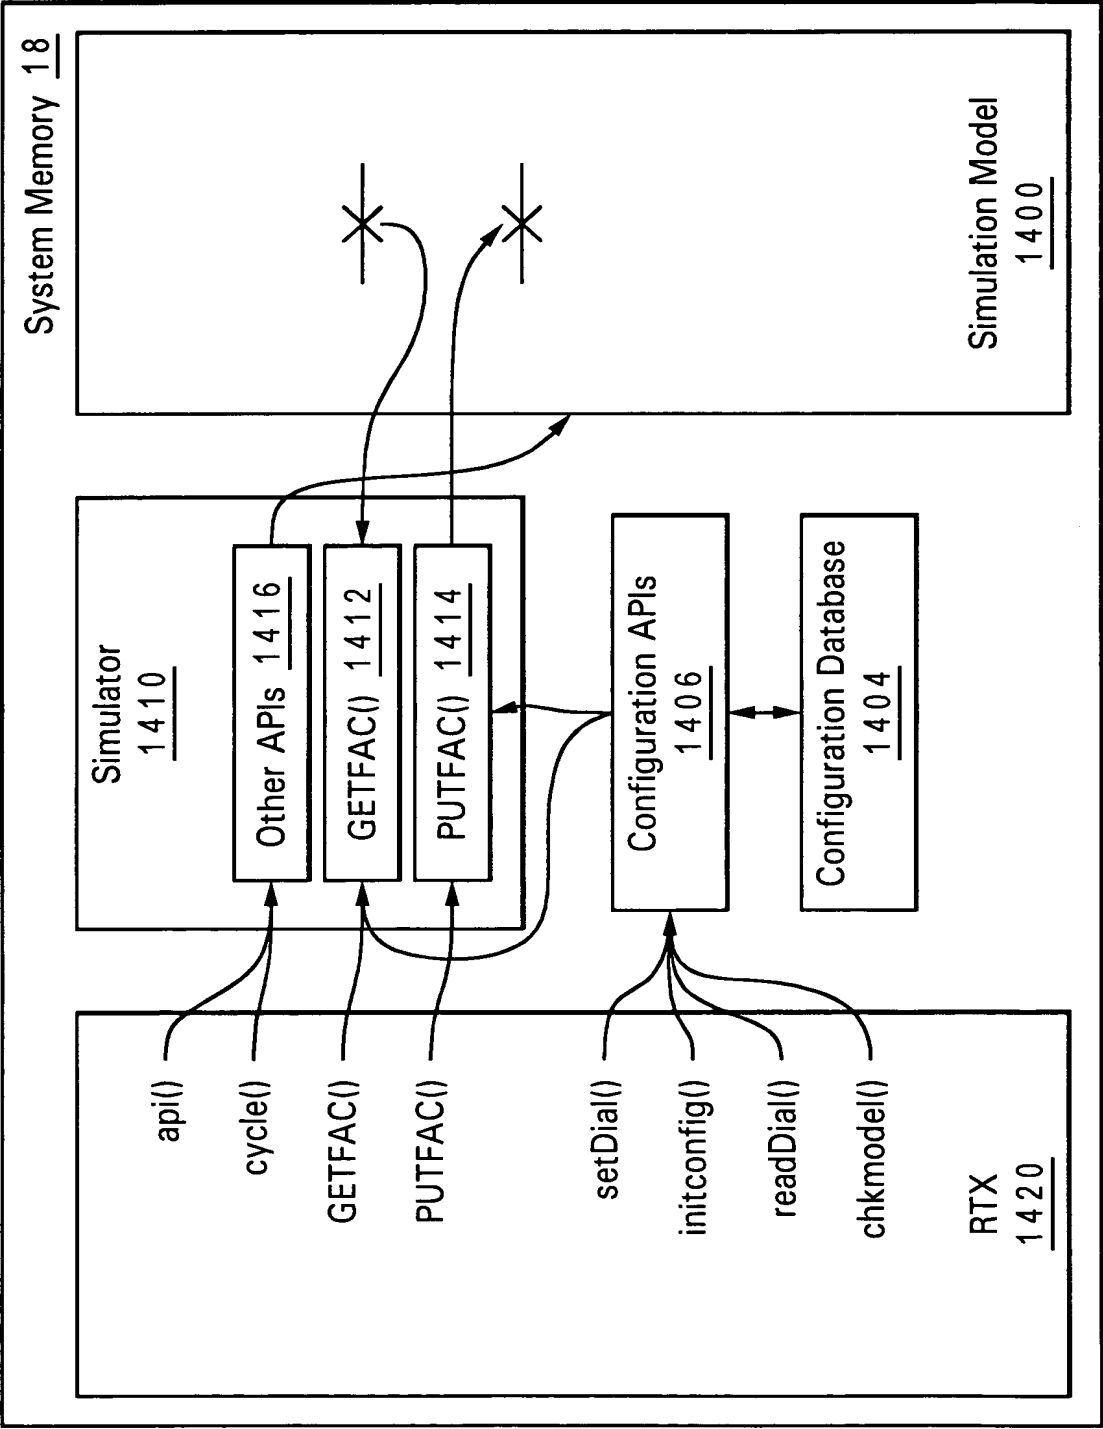 System Memory 18
RTX
1420
api()
cycle()
GETFAC()
PUTFAC()
setDial()
initconfig()
readDial()
chkmodel()
Simulator
1410
Other APIs 1416
GETFAC() 1412
PUTFAC() 1414
Configuration APIs
1406
Configuration Database
1404
Simulation Model
1400